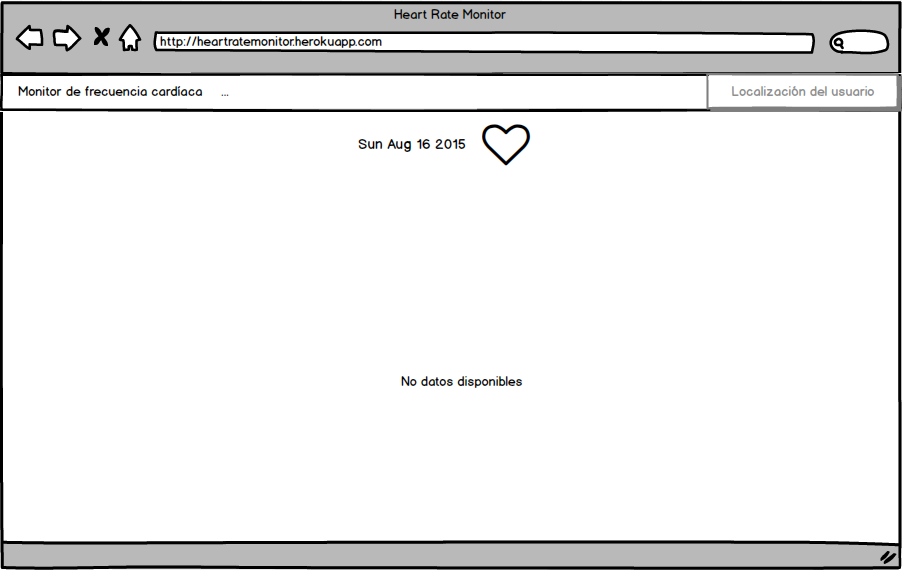 Heart Rate Monitor
http://heartratemonitor.herokuapp.com
Monitor de frecuencia cardíaca ... Localización del usuario
Sun Aug 16 2015
No datos disponibles